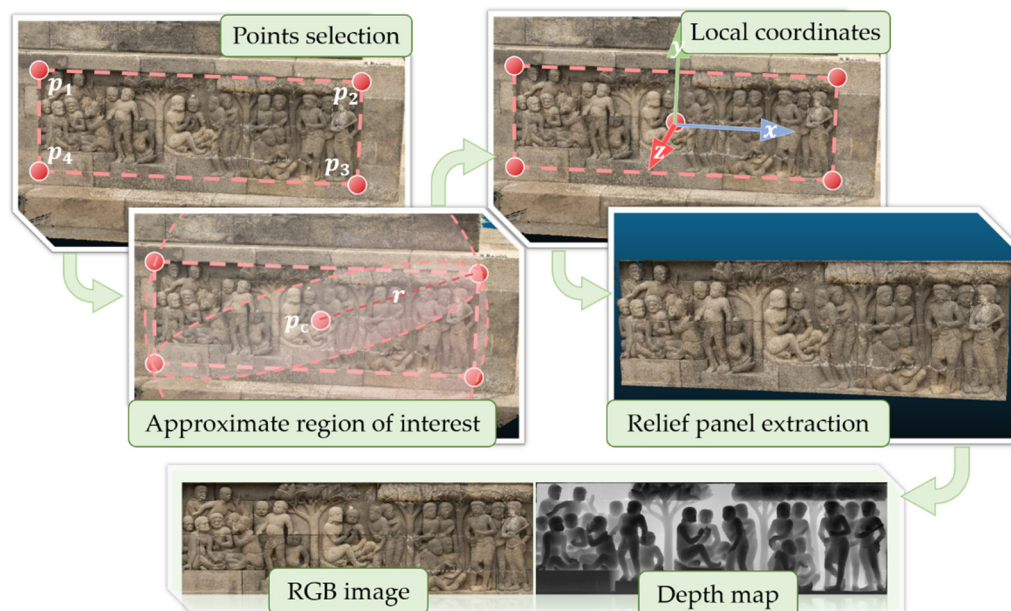 Points selection
p1
p2
p3
p4
Approximate region of interest
pc
r
Local coordinates
y
x
z
Relief panel extraction
RGB image
Depth map